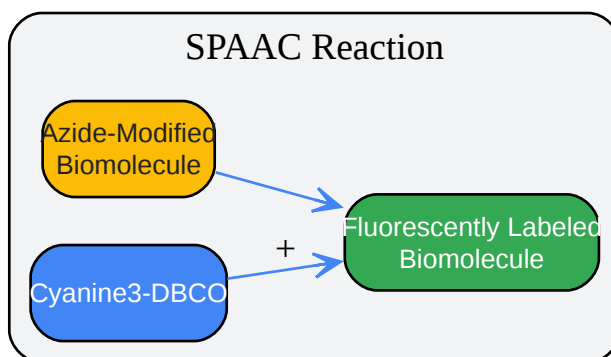 SPAAC Reaction
Azide-Modified
Biomolecule
Fluorescently Labeled
Biomolecule
+
Cyanine3-DBCO